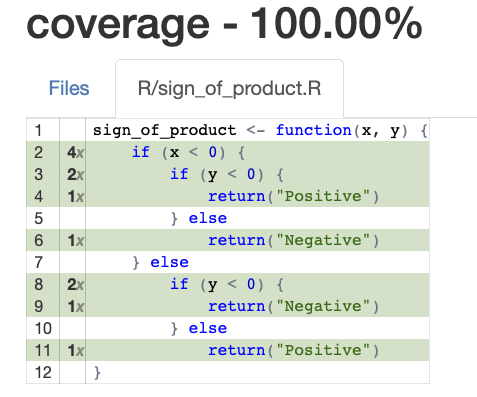 coverage - 100.00%
Files R/sign_of_product.R
1 sign_of_product <- function(x, y) {
2 4x if (x < 0) {
3 2x if (y < 0) {
4 1x return("Positive")
5 } else
6 1x return("Negative")
7 } else
8 2x if (y < 0) {
9 1x return("Negative")
10 } else
11 1x return("Positive")
12 }